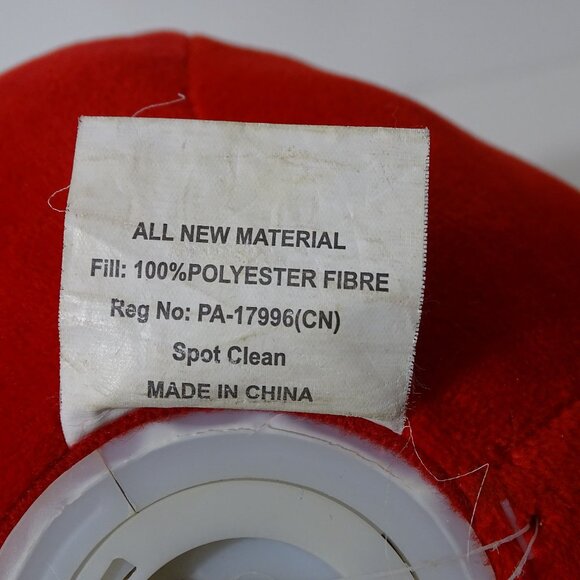 ALL NEW MATERIAL
Fill: 100%POLYESTER FIBRE
Reg No: PA-17996(CN)
Spot Clean
MADE IN CHINA